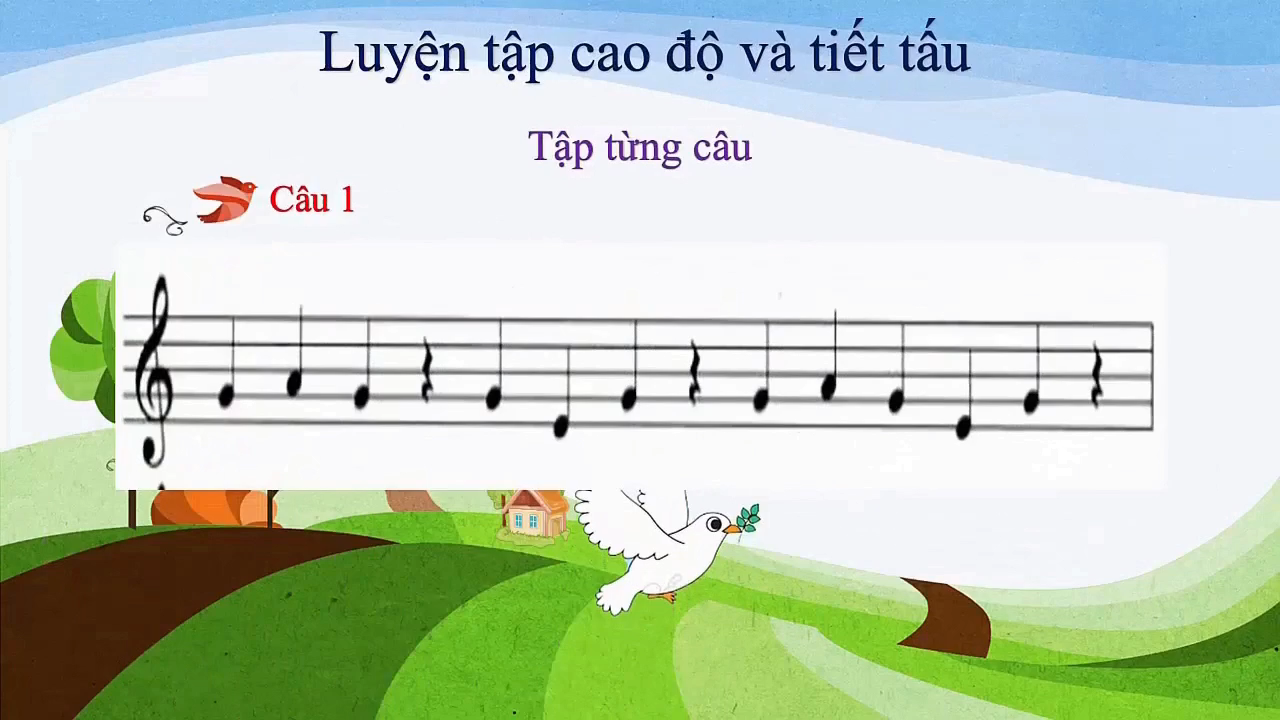 Luyện tập cao độ và tiết tấu
Tập từng câu
Câu 1